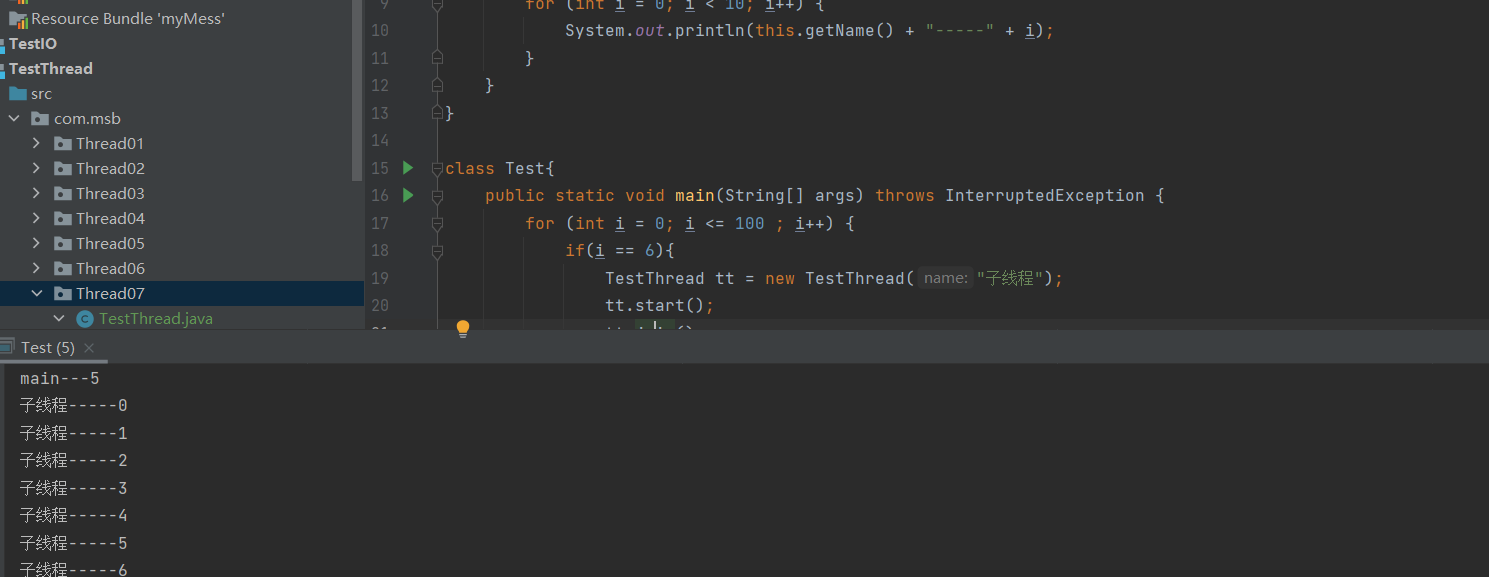 Resource Bundle 'myMess'
TestIO
TestThread
src
com.msb
Thread01
Thread02
Thread03
Thread04
Thread05
Thread06
Thread07
TestThread.java
9 for (int i = 0; i < 10; i++) {
10 System.out.println(this.getName() + "-----" + i);
11 }
12 }
13 }
14
15 class Test{
16 public static void main(String[] args) throws InterruptedException {
17 for (int i = 0; i <= 100 ; i++) {
18 if(i == 6){
19 TestThread tt = new TestThread( name: "子线程");
20 tt.start();
Test (5) ×
main---5
子线程-----0
子线程-----1
子线程-----2
子线程-----3
子线程-----4
子线程-----5
子线程-----6